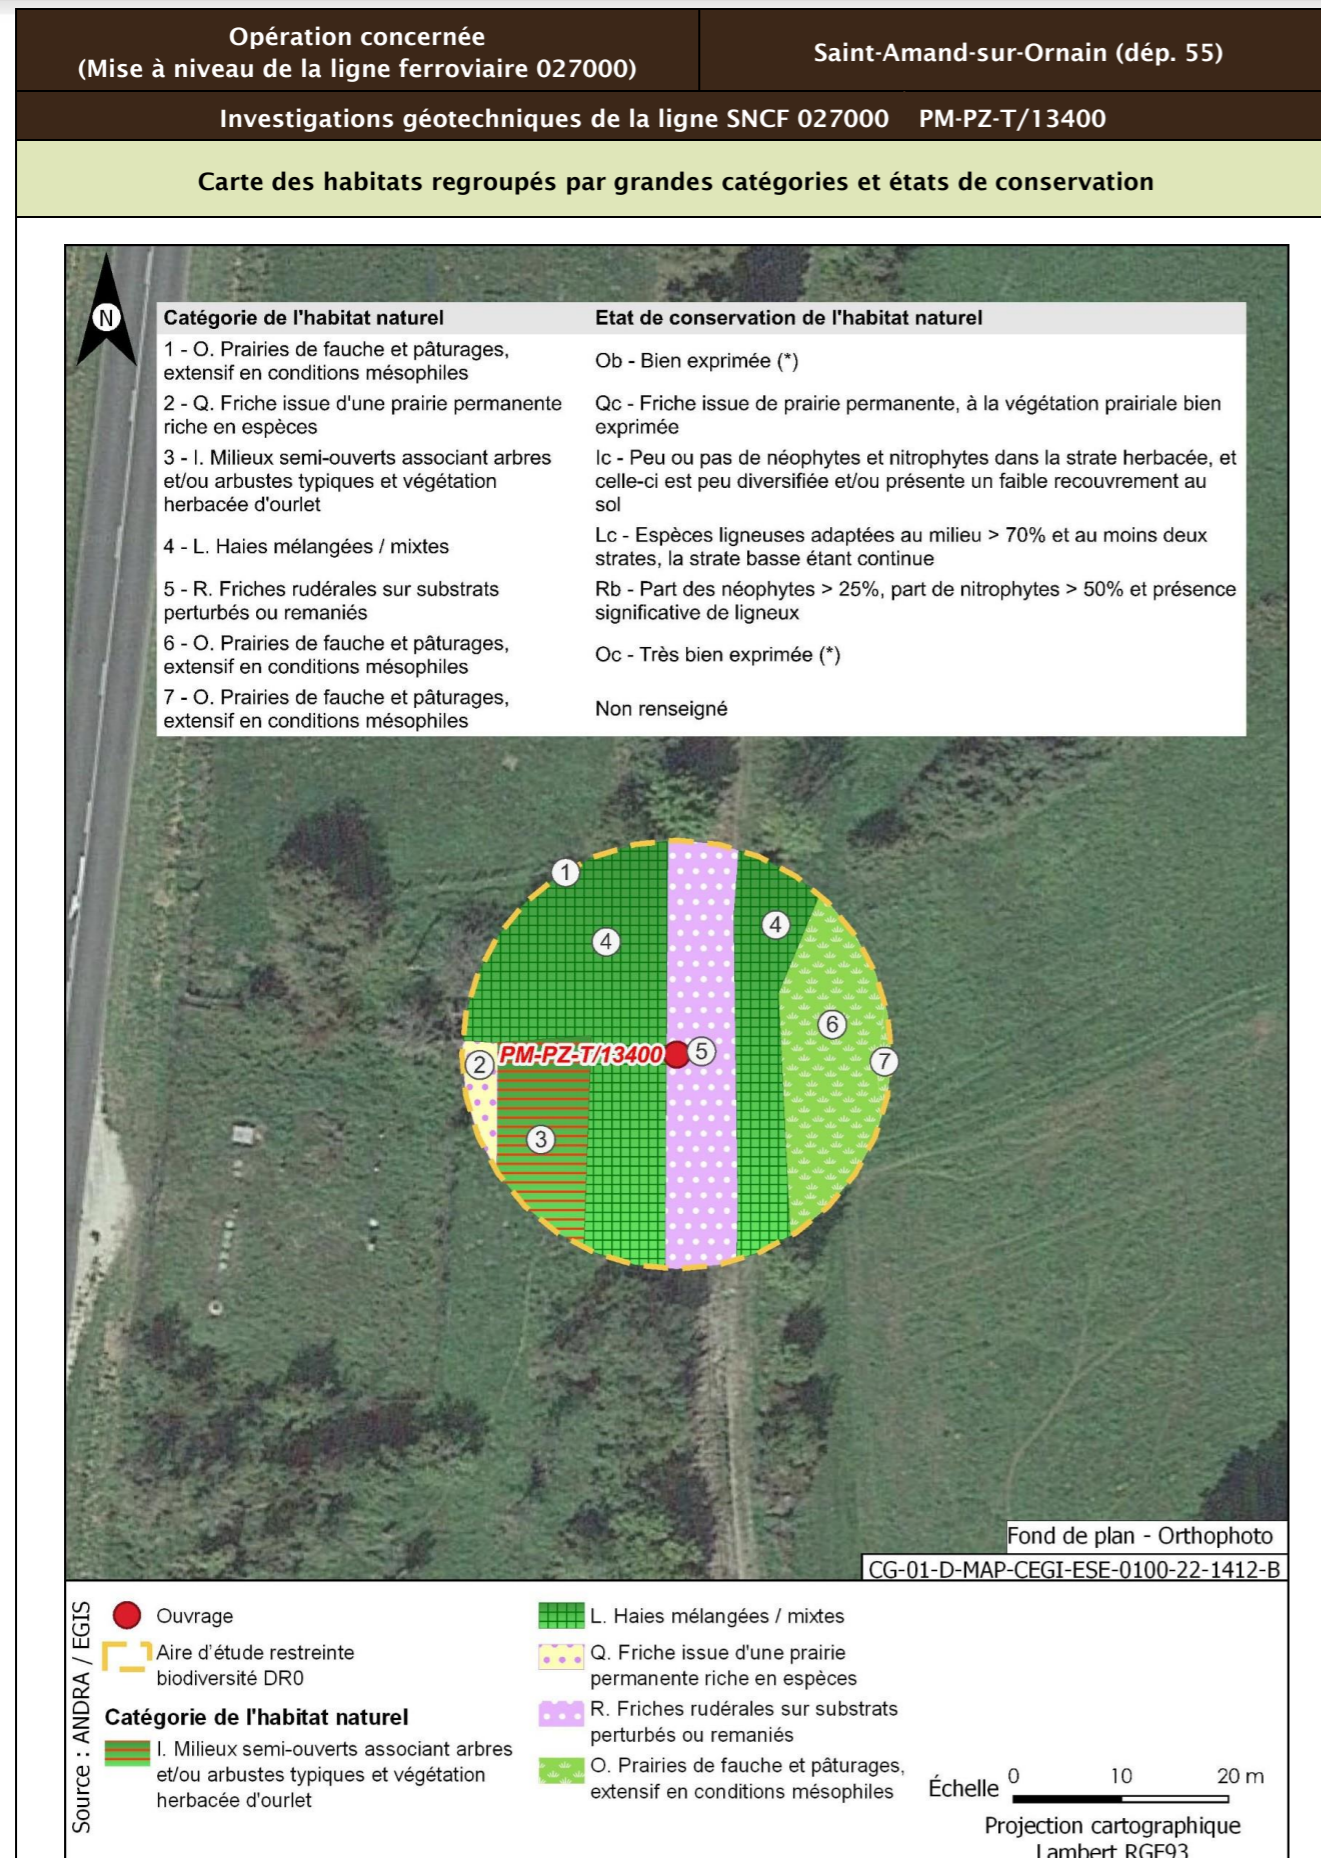 Opération concernée
(Mise à niveau de la ligne ferroviaire 027000)
Saint-Amand-sur-Ornain (dép. 55)
Investigations géotechniques de la ligne SNCF 027000 PM-PZ-T/13400
Carte des habitats regroupés par grandes catégories et états de conservation
N
Catégorie de l'habitat naturel
Etat de conservation de l'habitat naturel
1 - O. Prairies de fauche et pâturages,
extensif en conditions mésophiles
Ob - Bien exprimée (*)
2 - Q. Friche issue d'une prairie permanente
riche en espèces
Qc - Friche issue de prairie permanente, à la végétation prairiale bien
exprimée
3 - I. Milieux semi-ouverts associant arbres
et/ou arbustes typiques et végétation
herbacée d'ourlet
Ic - Peu ou pas de néophytes et nitrophytes dans la strate herbacée, et
celle-ci est peu diversifiée et/ou présente un faible recouvrement au
sol
4 - L. Haies mélangées / mixtes
Lc - Espèces ligneuses adaptées au milieu > 70% et au moins deux
strates, la strate basse étant continue
5 - R. Friches rudérales sur substrats
perturbés ou remaniés
Rb - Part des néophytes > 25%, part de nitrophytes > 50% et présence
significative de ligneux
6 - O. Prairies de fauche et pâturages,
extensif en conditions mésophiles
Oc - Très bien exprimée (*)
7 - O. Prairies de fauche et pâturages,
extensif en conditions mésophiles
Non renseigné
1
4
4
6
2
PM-PZ-T/13400
5
7
3
Fond de plan - Orthophoto
CG-01-D-MAP-CEGI-ESE-0100-22-1412-B
Source : ANDRA / EGIS
Ouvrage
Aire d'étude restreinte
biodiversité DR0
Catégorie de l'habitat naturel
I. Milieux semi-ouverts associant arbres
et/ou arbustes typiques et végétation
herbacée d'ourlet
L. Haies mélangées / mixtes
Q. Friche issue d'une prairie
permanente riche en espèces
R. Friches rudérales sur substrats
perturbés ou remaniés
O. Prairies de fauche et pâturages,
extensif en conditions mésophiles
Échelle 0 10 20 m
Projection cartographique
Lambert RGF93